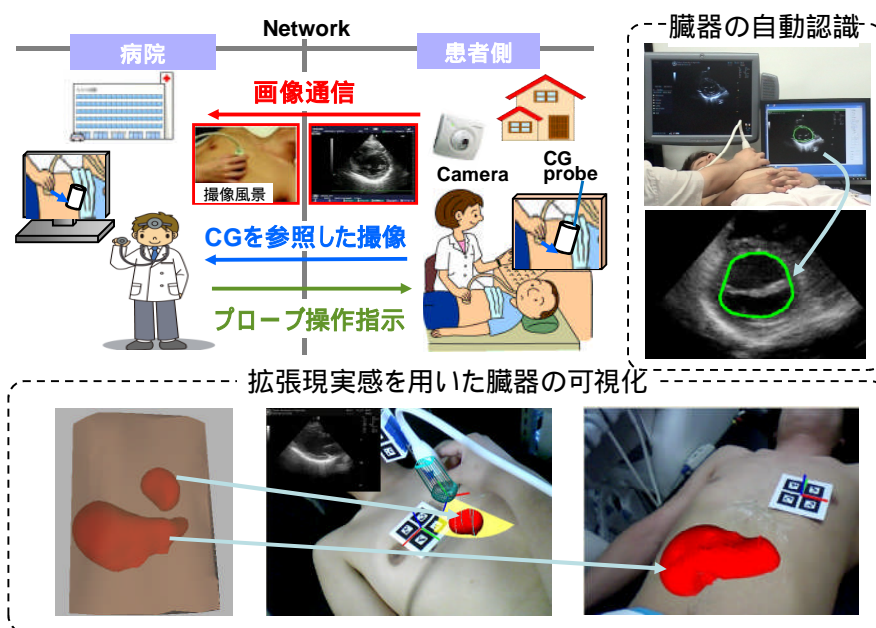 Network
病院
患者側
画像通信
撮像風景
Camera
CG
probe
CGを参照した撮像
プローブ操作指示
臓器の自動認識
拡張現実感を用いた臓器の可視化